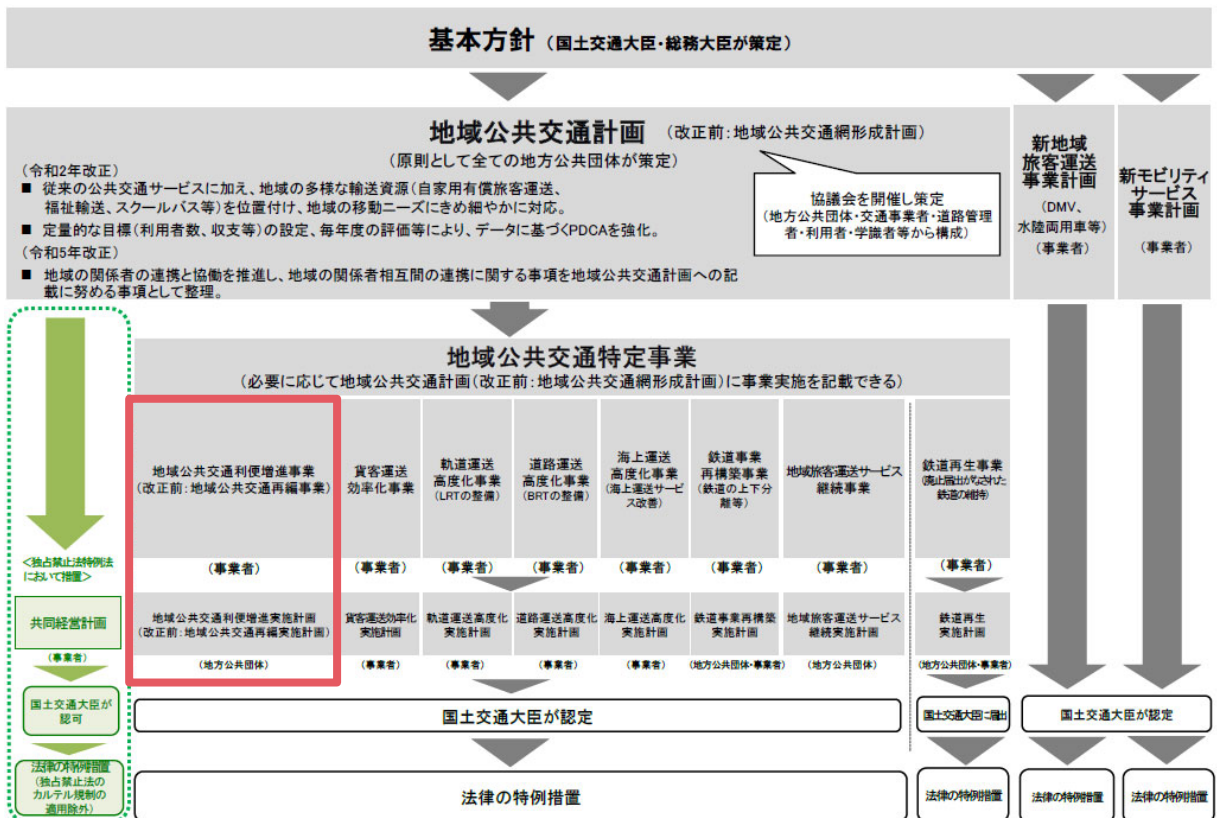 基本方針（国土交通大臣・総務大臣が策定）
地域公共交通計画 （改正前：地域公共交通網形成計画）
（原則として全ての地方公共団体が策定）
（令和2年改正）
■ 従来の公共交通サービスに加え、地域の多様な輸送資源（自家用有償旅客運送、
福祉輸送、スクールバス等）を位置付け、地域の移動ニーズにきめ細やかに対応。
■ 定量的な目標（利用者数、収支等）の設定、毎年度の評価等により、データに基づくPDCAを強化。
（令和5年改正）
■ 地域の関係者の連携と協働を推進し、地域の関係者相互間の連携に関する事項を地域公共交通計画への記
載に努める事項として整理。
協議会を開催し策定
（地方公共団体・交通事業者・道路管理
者・利用者・学識者等から構成）
新地域
旅客運送
事業計画
（DMV、
水陸両用車等）
（事業者）
新モビリティ
サービス
事業計画
（事業者）
地域公共交通特定事業
（必要に応じて地域公共交通計画（改正前：地域公共交通網形成計画）に事業実施を記載できる）
地域公共交通利便増進事業
（改正前：地域公共交通再編事業）
（事業者）
貨客運送
効率化事業
（事業者）
軌道運送
高度化事業
（LRTの整備）
（事業者）
道路運送
高度化事業
（BRTの整備）
（事業者）
海上運送
高度化事業
（海上運送サービ
ス改善）
（事業者）
鉄道事業
再構築事業
（鉄道の上下分
離等）
（事業者）
地域旅客運送サービス
継続事業
（事業者）
鉄道再生事業
（廃止届出がなされた
鉄道の維持）
（事業者）
＜独占禁止法特例法
において措置＞
共同経営計画
（事業者）
地域公共交通利便増進実施計画
（改正前：地域公共交通再編実施計画）
（地方公共団体）
貨客運送効率化
実施計画
（事業者）
軌道運送高度化
実施計画
（事業者）
道路運送高度化
実施計画
（事業者）
海上運送高度化
実施計画
（事業者）
鉄道事業再構築
実施計画
（地方公共団体・事業者）
地域旅客運送サービス
継続実施計画
（地方公共団体）
鉄道再生
実施計画
（地方公共団体・事業者）
国土交通大臣が
認可
国土交通大臣が認定
国土交通大臣に届出
国土交通大臣が認定
法律の特例措置
（独占禁止法の
カルテル規制の
適用除外）
法律の特例措置
法律の特例措置
法律の特例措置
法律の特例措置